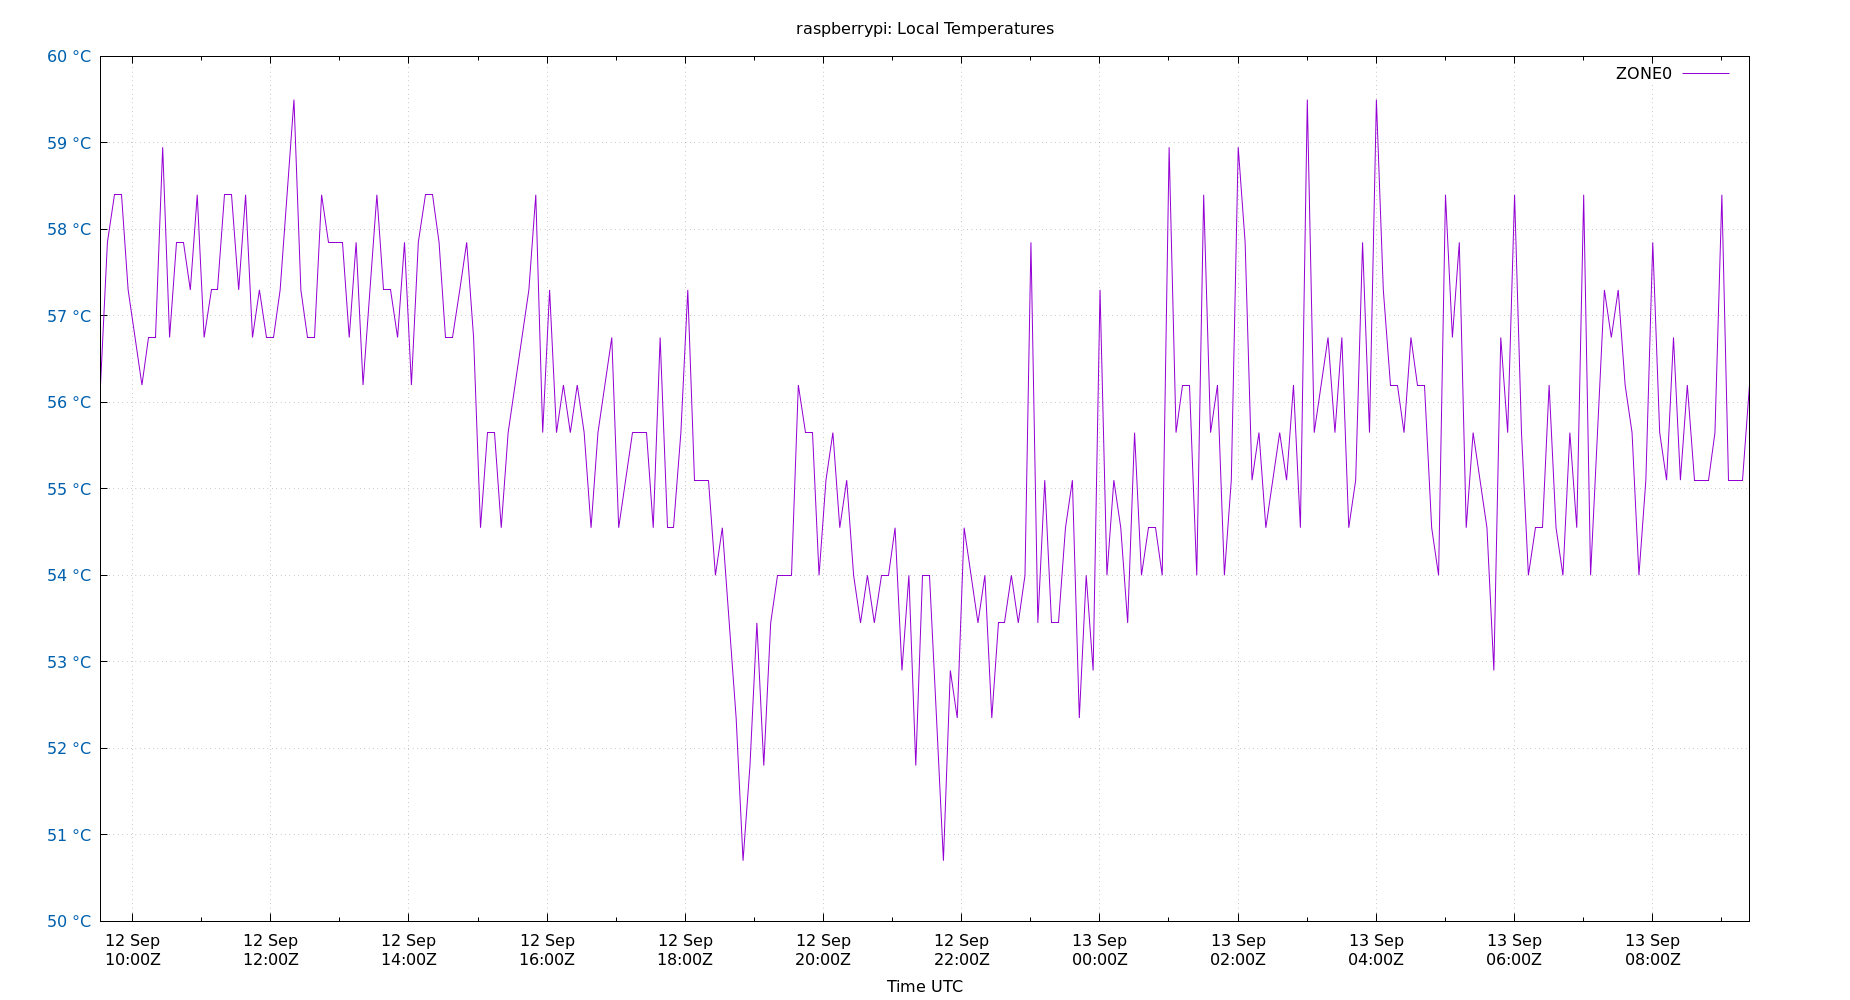 raspberrypi: Local Temperatures
ZONE0
60 °C
59 °C
58 °C
57 °C
56 °C
55 °C
54 °C
53 °C
52 °C
51 °C
50 °C
12 Sep 12 Sep 12 Sep 12 Sep 12 Sep 12 Sep 12 Sep 13 Sep 13 Sep 13 Sep 13 Sep 13 Sep
10:00Z 12:00Z 14:00Z 16:00Z 18:00Z 20:00Z 22:00Z 00:00Z 02:00Z 04:00Z 06:00Z 08:00Z
Time UTC